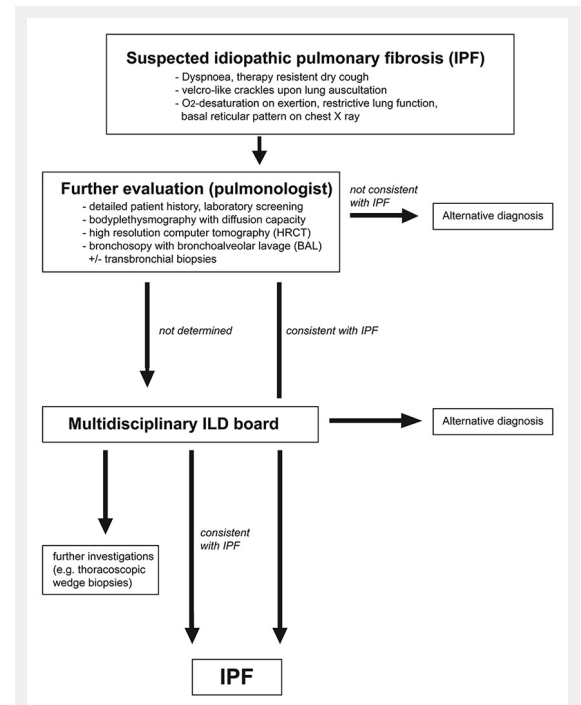 Suspected idiopathic pulmonary fibrosis (IPF)
- Dyspnoea, therapy resistent dry cough
- velcro-like crackles upon lung auscultation
- O2-desaturation on exertion, restrictive lung function,
basal reticular pattern on chest X ray
Further evaluation (pulmonologist)
- detailed patient history, laboratory screening
- bodyplethysmography with diffusion capacity
- high resolution computer tomography (HRCT)
- bronchosopy with bronchoalveolar lavage (BAL)
+/- transbronchial biopsies
not consistent
with IPF
Alternative diagnosis
not determined
consistent with IPF
Multidisciplinary ILD board
Alternative diagnosis
further investigations
(e.g. thoracoscopic
wedge biopsies)
consistent
with IPF
IPF